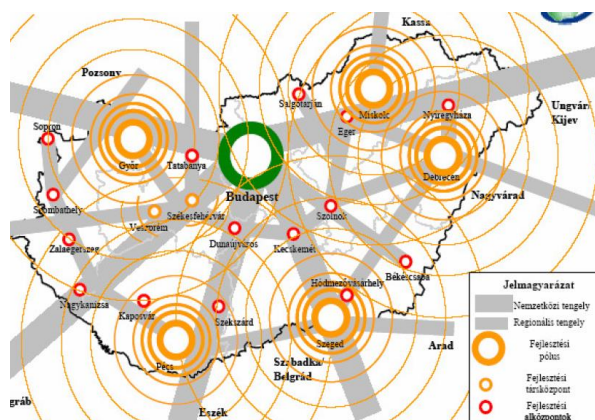 Kassa
Pozsony
Salgótarján
Miskolc
Nyíregyháza
Ungvár
Kijev
Sopron
Eger
Győr
Tatabánya
Debrecen
Budapest
Nagyvárad
Szombathely
Székesfehérvár
Veszprém
Szolnok
Dunaújváros
Kecskemét
Zalaegerszeg
Békéscsaba
Hódmezővásárhely
Nagykanizsa
Kaposvár
Szekszárd
Szeged
Arad
Pécs
Szabadka
Belgrád
Eszék
gráb
Jelmagyarázat
Nemzetközi tengely
Regionális tengely
Fejlesztési
pólus
Fejlesztési
társközpont
Fejlesztési
alközpontok